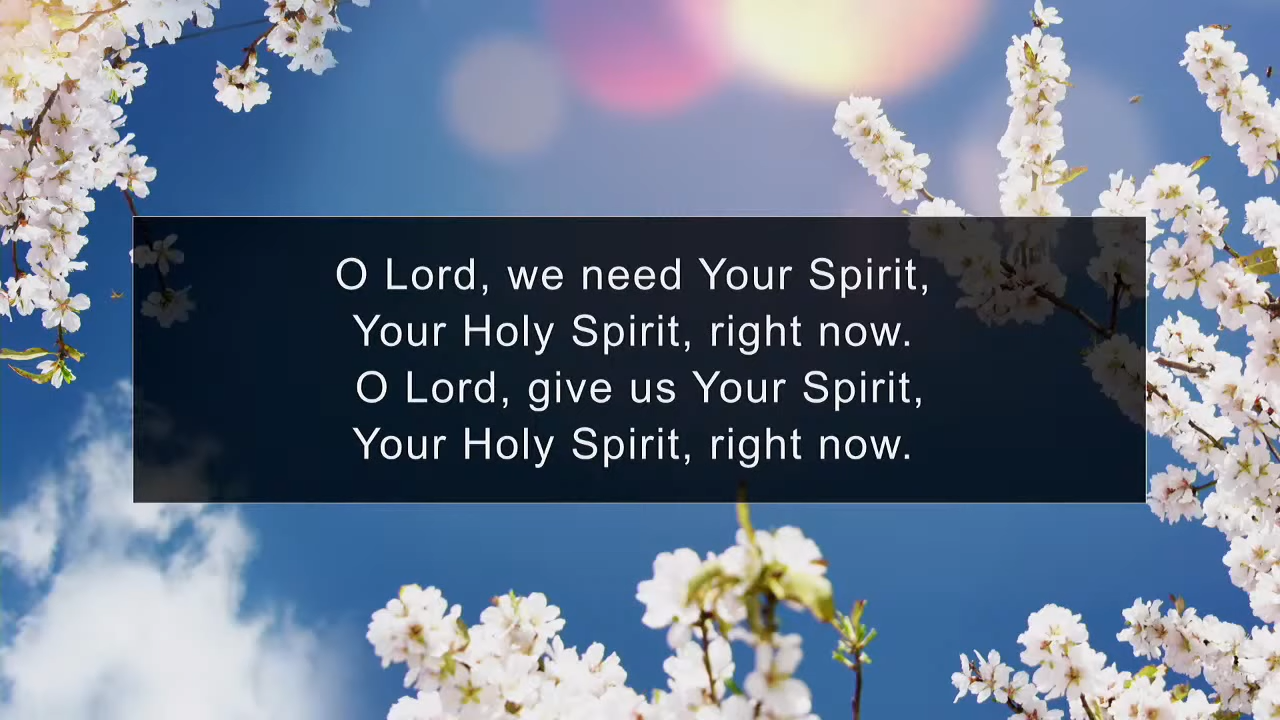 O Lord, we need Your Spirit,
Your Holy Spirit, right now.
O Lord, give us Your Spirit,
Your Holy Spirit, right now.